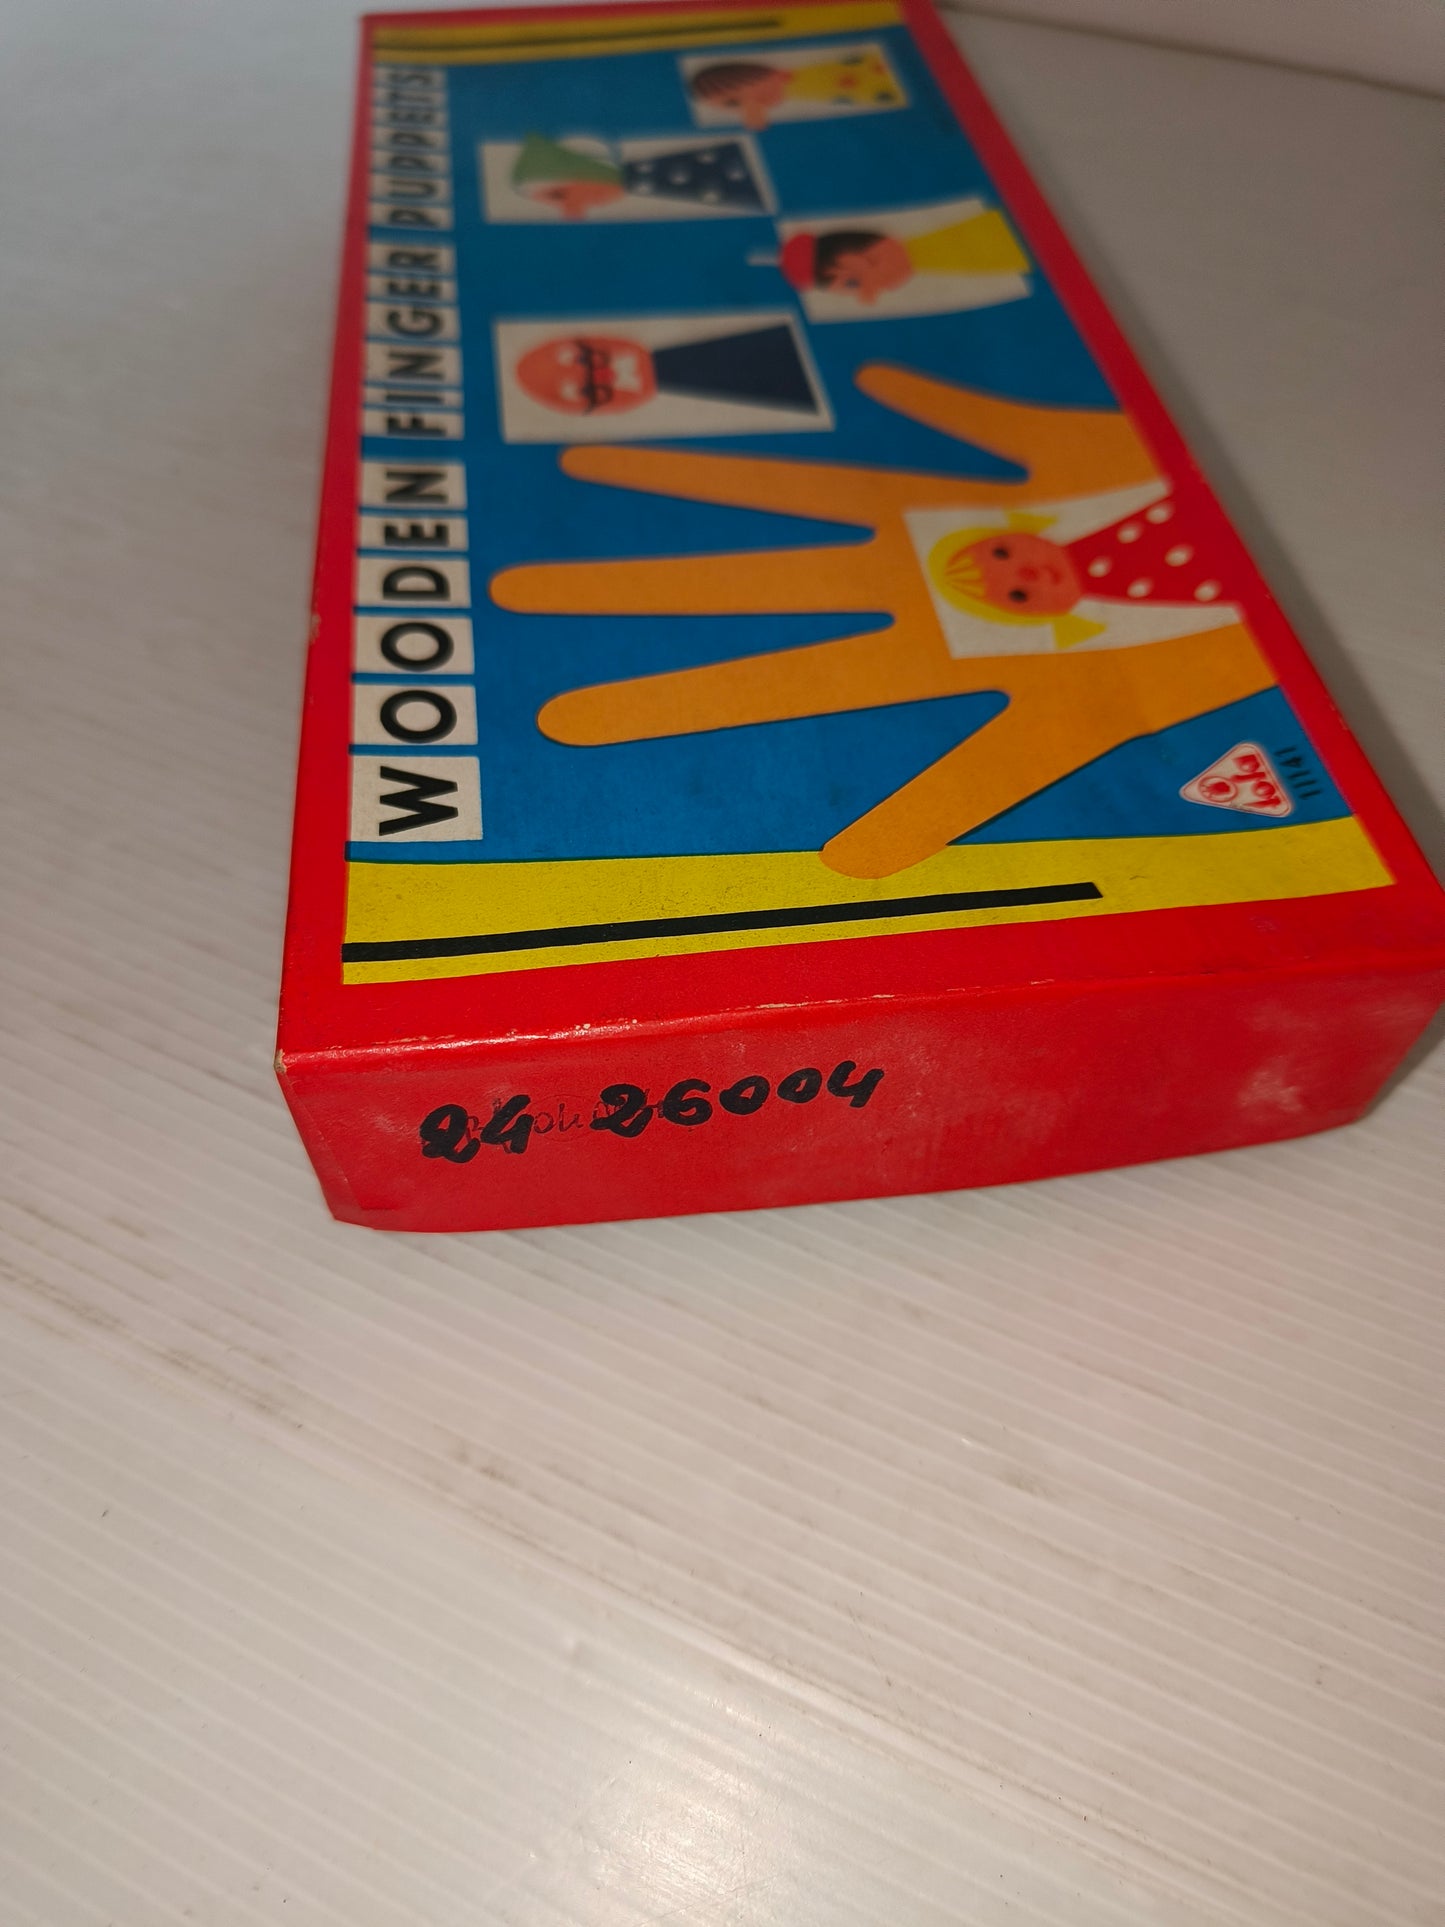 WOODEN FINGER PUPPETS
lola
11141
24 26004